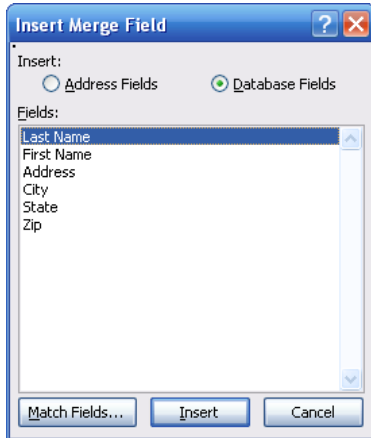 Insert Merge Field
Insert:
Address Fields Database Fields
Fields:
Last Name
First Name
Address
City
State
Zip
Match Fields... Insert Cancel